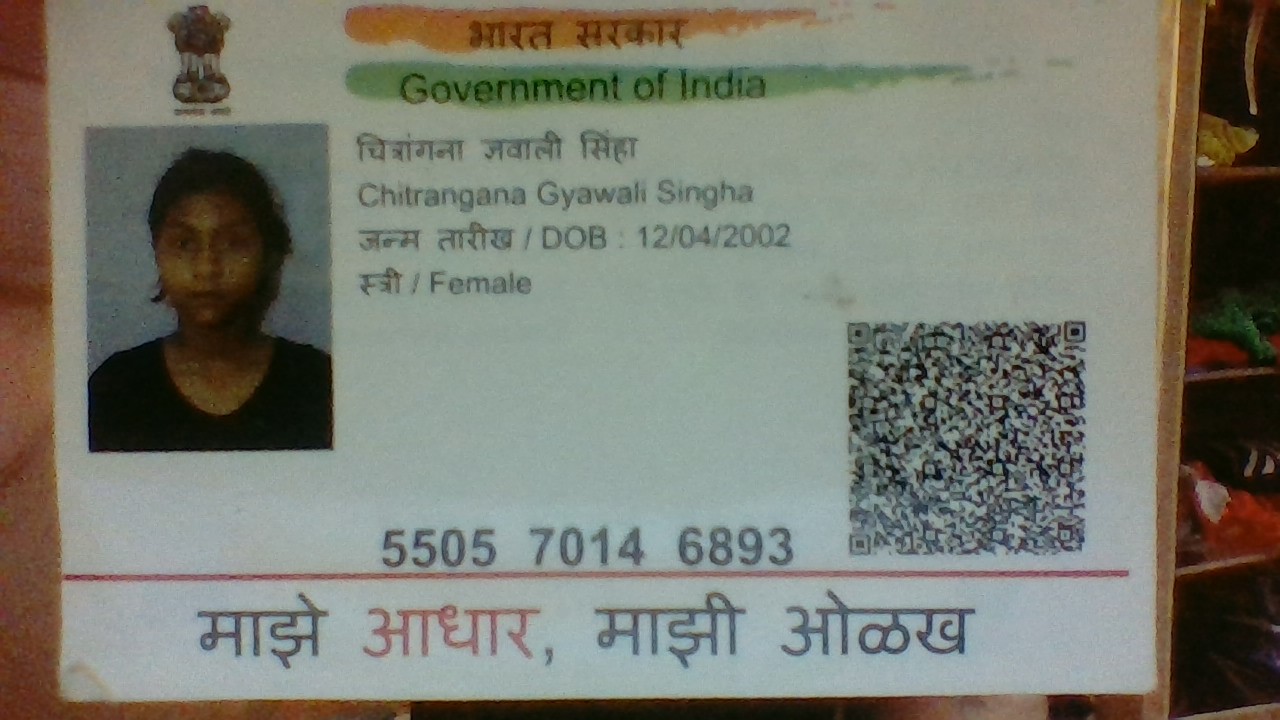 भारत सरकार
Government of India
चित्रांगना ज्ञवाली सिंहा
Chitrangana Gyawali Singha
जन्म तारीख / DOB : 12/04/2002
स्त्री / Female
5505 7014 6893
माझे आधार, माझी ओळख